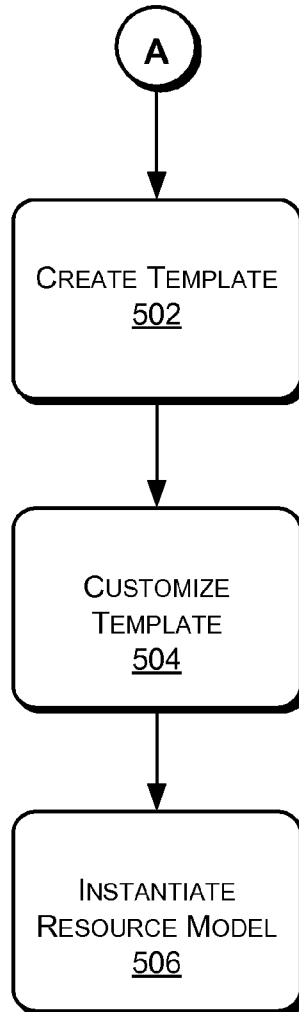 A
CREATE TEMPLATE
502
CUSTOMIZE
TEMPLATE
504
INSTANTIATE
RESOURCE MODEL
506